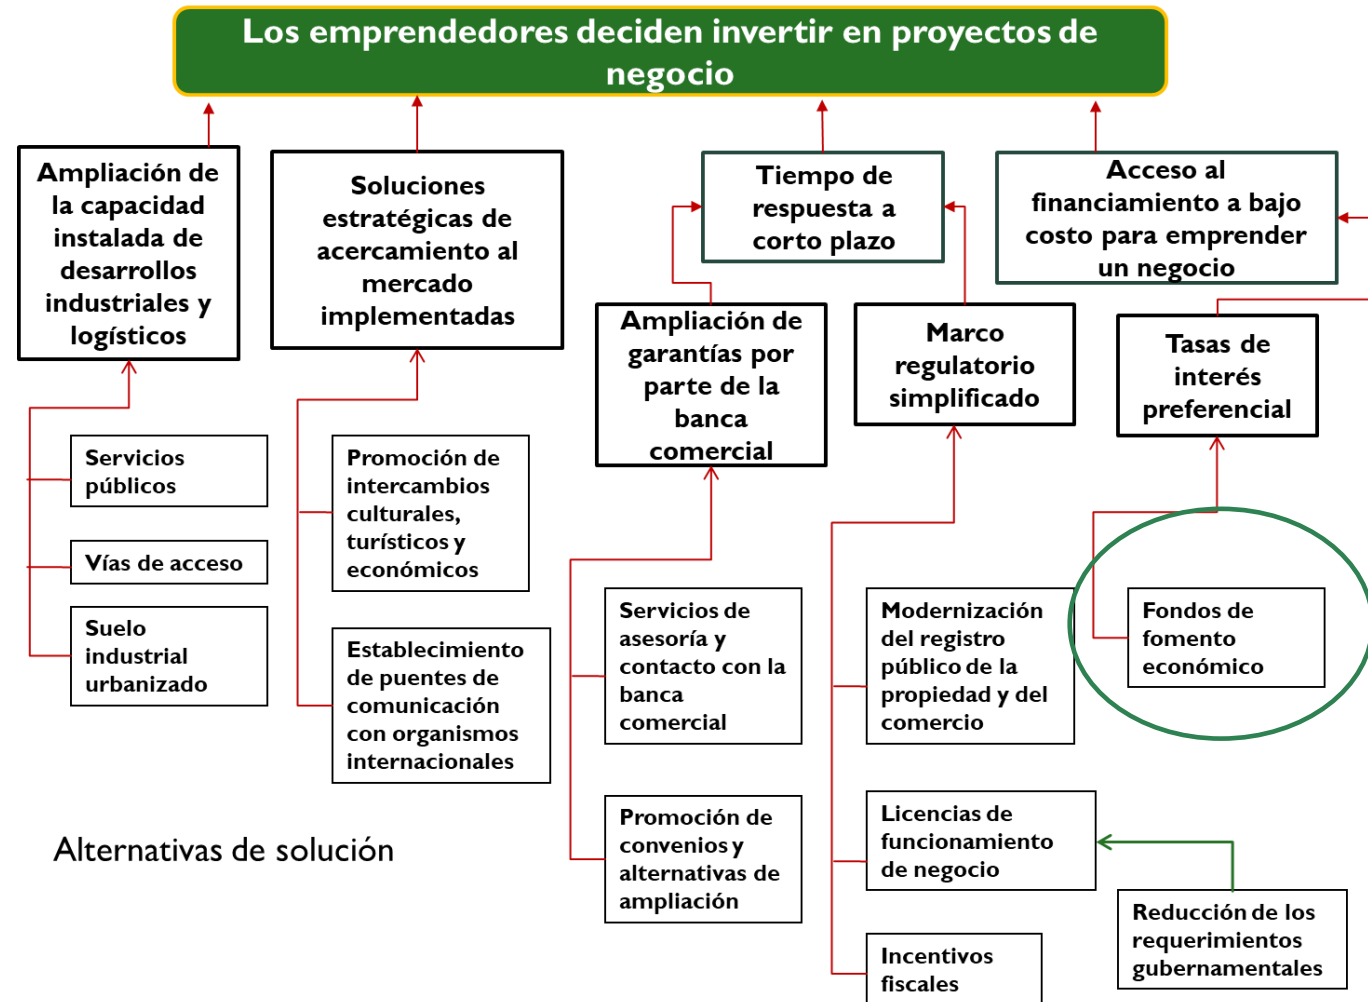 Los emprendedores deciden invertir en proyectos de
negocio
Ampliación de
la capacidad
instalada de
desarrollos
industriales y
logísticos
Soluciones
estratégicas de
acercamiento al
mercado
implementadas
Tiempo de
respuesta a
corto plazo
Acceso al
financiamiento a bajo
costo para emprender
un negocio
Ampliación de
garantías por
parte de la
banca
comercial
Marco
regulatorio
simplificado
Tasas de
interés
preferencial
Servicios
públicos
Vías de acceso
Suelo
industrial
urbanizado
Promoción de
intercambios
culturales,
turísticos y
económicos
Establecimiento
de puentes de
comunicación
con organismos
internacionales
Servicios de
asesoría y
contacto con la
banca
comercial
Promoción de
convenios y
alternativas de
ampliación
Modernización
del registro
público de la
propiedad y del
comercio
Licencias de
funcionamiento
de negocio
Incentivos
fiscales
Fondos de
fomento
económico
Reducción de los
requerimientos
gubernamentales
Alternativas de solución